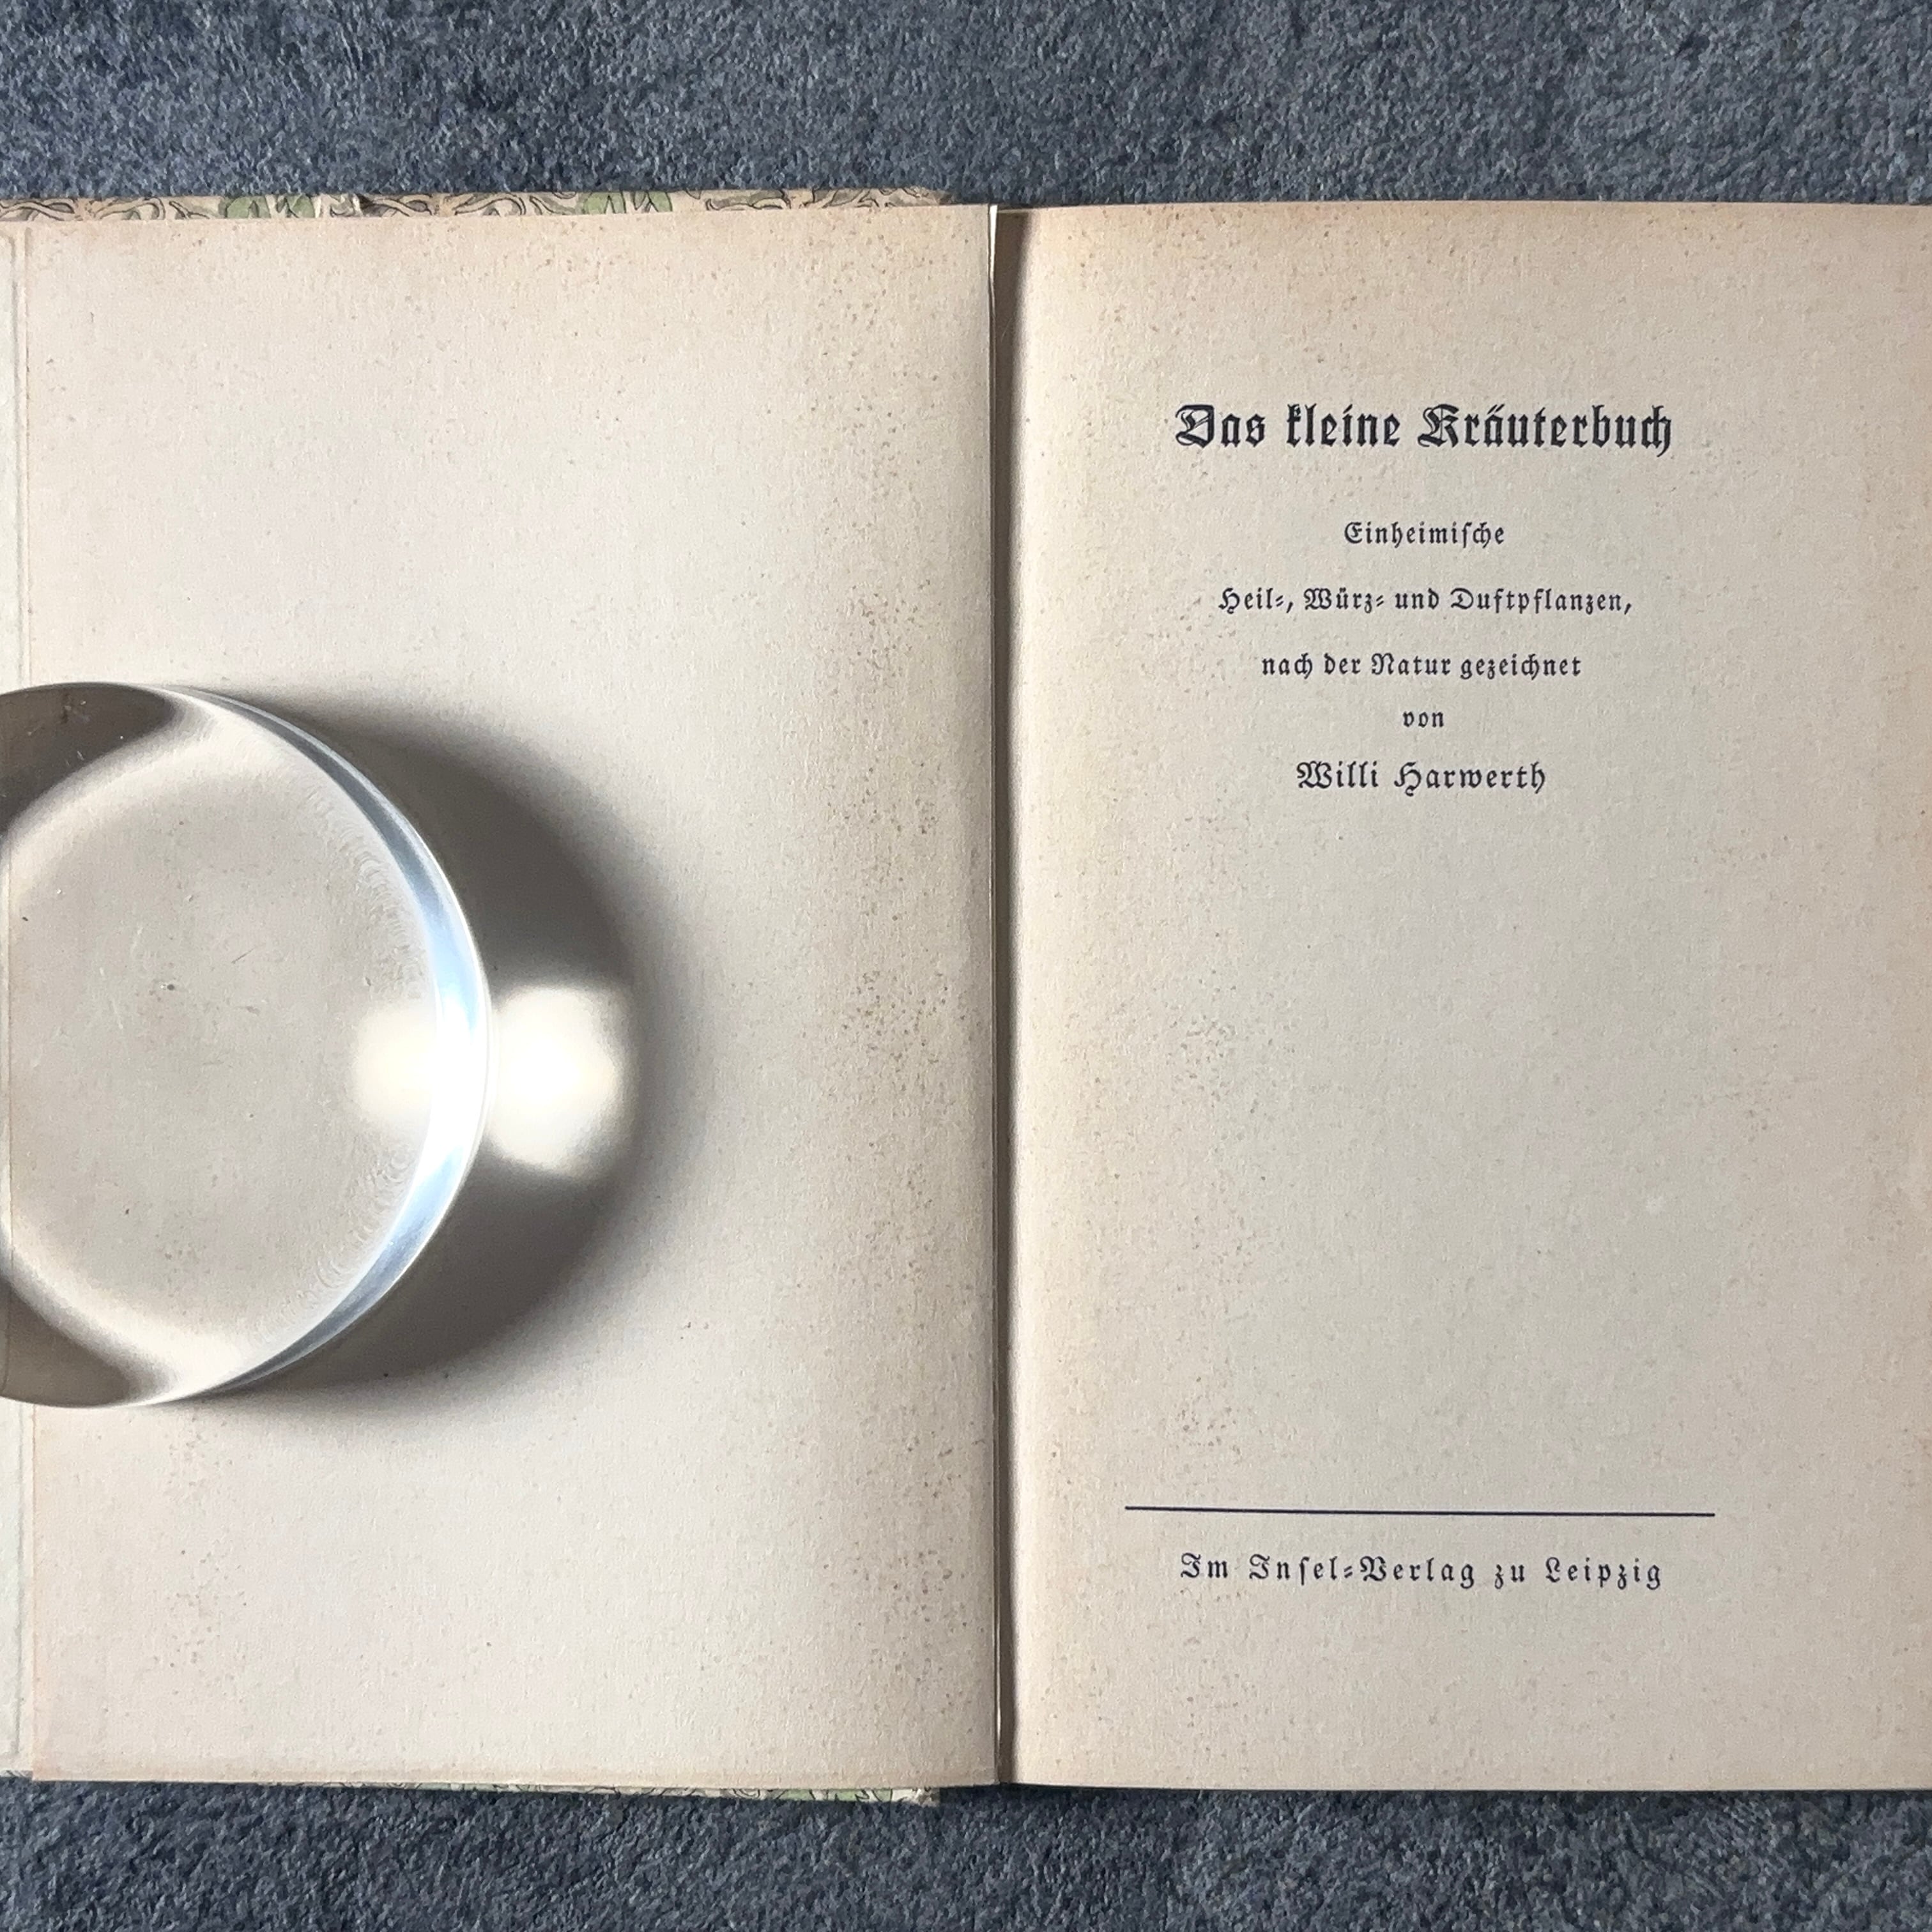 Das kleine Kräuterbuch
Einheimiſche
Heil⸗, Würz⸗ und Duftpflanzen,
nach der Natur gezeichnet
von
Willi Harwerth
Im Inſel⸗Verlag zu Leipzig